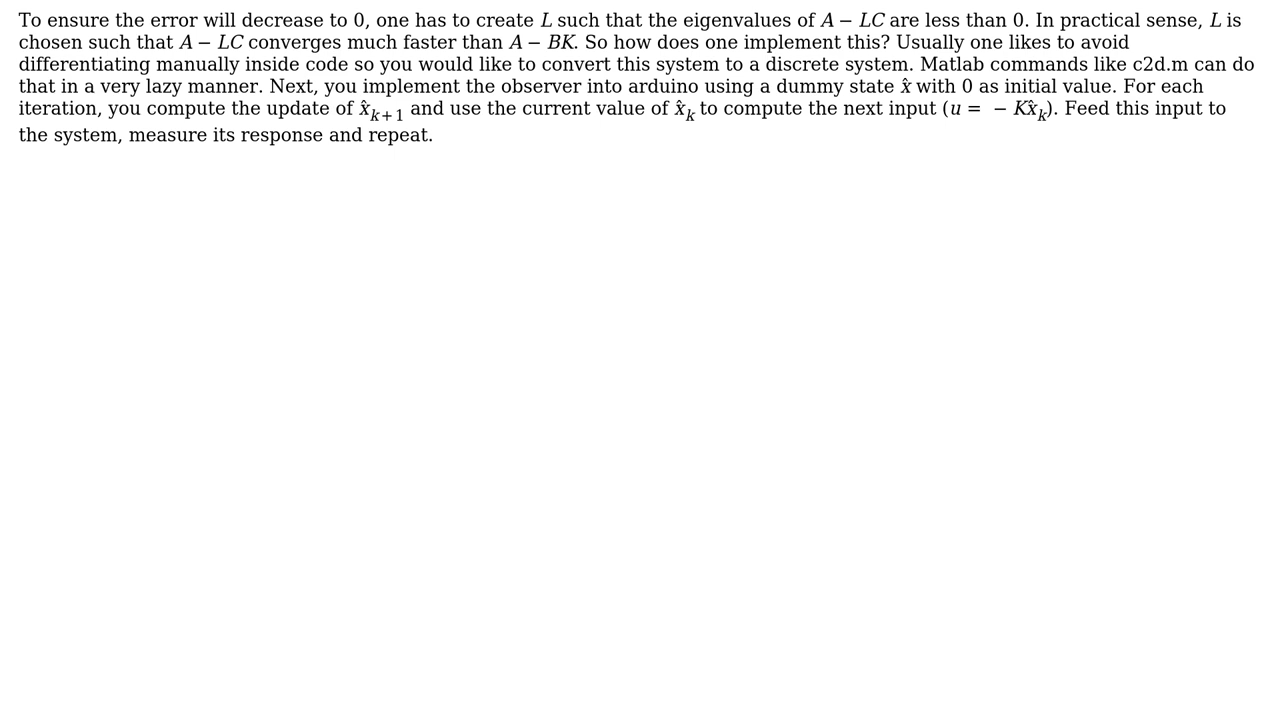 To ensure the error will decrease to 0, one has to create L such that the eigenvalues of A − LC are less than 0. In practical sense, L is
chosen such that A − LC converges much faster than A − BK. So how does one implement this? Usually one likes to avoid
differentiating manually inside code so you would like to convert this system to a discrete system. Matlab commands like c2d.m can do
that in a very lazy manner. Next, you implement the observer into arduino using a dummy state x̂ with 0 as initial value. For each
iteration, you compute the update of x̂_{k+1} and use the current value of x̂_k to compute the next input (u = − Kx̂_k). Feed this input to
the system, measure its response and repeat.